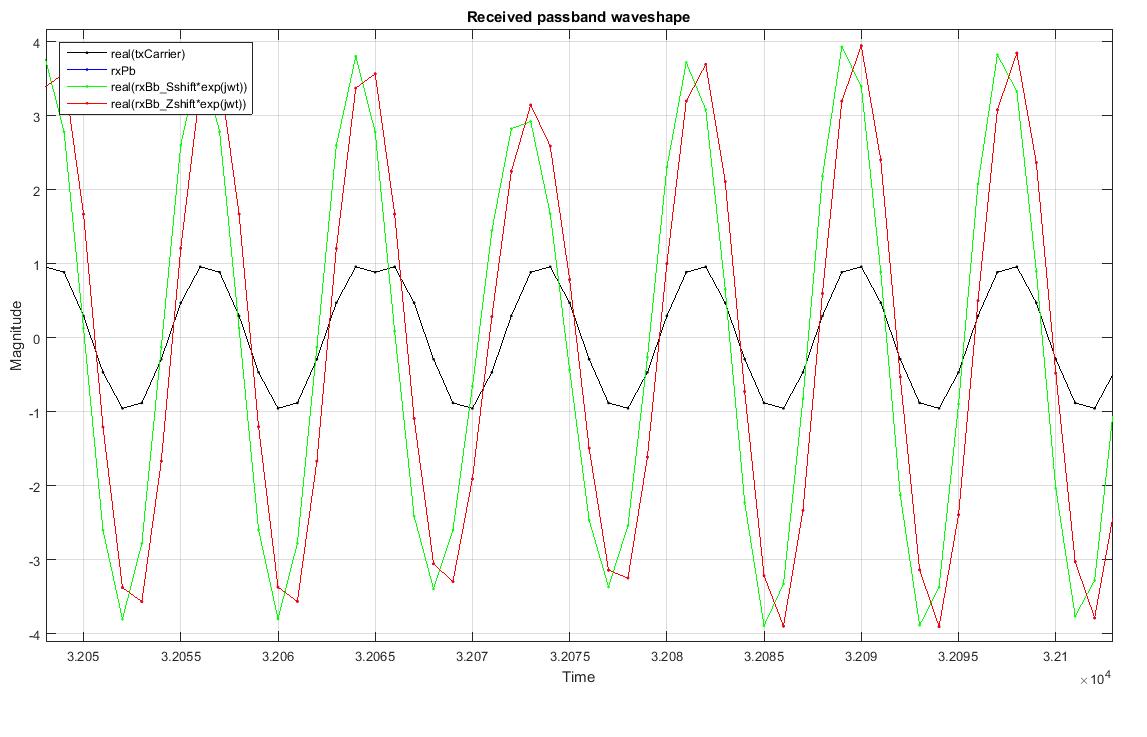 Received passband waveshape
real(txCarrier)
rxPb
real(rxBb_Sshift*exp(jwt))
real(rxBb_Zshift*exp(jwt))
Magnitude
4
3
2
1
0
-1
-2
-3
-4
3.205 3.2055 3.206 3.2065 3.207 3.2075 3.208 3.2085 3.209 3.2095 3.21
Time
×10⁴